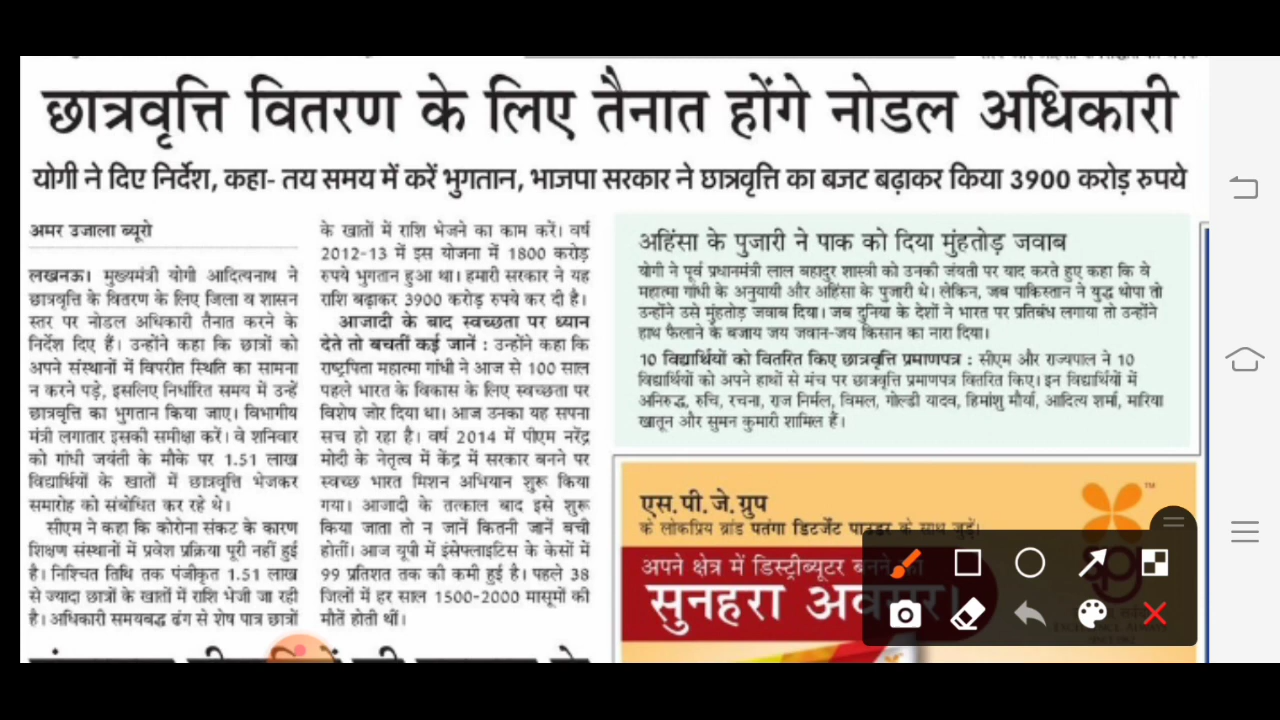 छात्रवृत्ति वितरण के लिए तैनात होंगे नोडल अधिकारी
योगी ने दिए निर्देश, कहा- तय समय में करें भुगतान, भाजपा सरकार ने छात्रवृत्ति का बजट बढ़ाकर किया 3900 करोड़ रुपये
अमर उजाला ब्यूरो
लखनऊ। मुख्यमंत्री योगी आदित्यनाथ ने
छात्रवृत्ति के वितरण के लिए जिला व शासन
स्तर पर नोडल अधिकारी तैनात करने के
निर्देश दिए हैं। उन्होंने कहा कि छात्रों को
अपने संस्थानों में विपरीत स्थिति का सामना
न करने पड़े, इसलिए निर्धारित समय में उन्हें
छात्रवृत्ति का भुगतान किया जाए। विभागीय
मंत्री लगातार इसकी समीक्षा करें। वे शनिवार
को गांधी जयंती के मौके पर 1.51 लाख
विद्यार्थियों के खातों में छात्रवृत्ति भेजकर
समारोह को संबोधित कर रहे थे।
सीएम ने कहा कि कोरोना संकट के कारण
शिक्षण संस्थानों में प्रवेश प्रक्रिया पूरी नहीं हुई
है। निश्चित तिथि तक पंजीकृत 1.51 लाख
से ज्यादा छात्रों के खातों में राशि भेजी जा रही
है। अधिकारी समयबद्ध ढंग से शेष पात्र छात्रों
के खातों में राशि भेजने का काम करें। वर्ष
2012-13 में इस योजना में 1800 करोड़
रुपये भुगतान हुआ था। हमारी सरकार ने यह
राशि बढ़ाकर 3900 करोड़ रुपये कर दी है।
आजादी के बाद स्वच्छता पर ध्यान
देते तो बचतीं कई जानें : उन्होंने कहा कि
राष्ट्रपिता महात्मा गांधी ने आज से 100 साल
पहले भारत के विकास के लिए स्वच्छता पर
विशेष जोर दिया था। आज उनका यह सपना
सच हो रहा है। वर्ष 2014 में पीएम नरेंद्र
मोदी के नेतृत्व में केंद्र में सरकार बनने पर
स्वच्छ भारत मिशन अभियान शुरू किया
गया। आजादी के तत्काल बाद इसे शुरू
किया जाता तो न जानें कितनी जानें बची
होतीं। आज यूपी में इंसेफ्लाइटिस के केसों में
99 प्रतिशत तक की कमी हुई है। पहले 38
जिलों में हर साल 1500-2000 मासूमों की
मौतें होती थीं।
अहिंसा के पुजारी ने पाक को दिया मुंहतोड़ जवाब
योगी ने पूर्व प्रधानमंत्री लाल बहादुर शास्त्री को उनकी जयंती पर याद करते हुए कहा कि वे
महात्मा गांधी के अनुयायी और अहिंसा के पुजारी थे। लेकिन, जब पाकिस्तान ने युद्ध थोपा तो
उन्होंने उसे मुंहतोड़ जवाब दिया। जब दुनिया के देशों ने भारत पर प्रतिबंध लगाया तो उन्होंने
हाथ फैलाने के बजाय जय जवान-जय किसान का नारा दिया।
10 विद्यार्थियों को वितरित किए छात्रवृत्ति प्रमाणपत्र : सीएम और राज्यपाल ने 10
विद्यार्थियों को अपने हाथों से मंच पर छात्रवृत्ति प्रमाणपत्र वितरित किए। इन विद्यार्थियों में
अनिरुद्ध, रुचि, रचना, राज निर्मल, विमल, गोल्डी यादव, हिमांशु मौर्या, आदित्य शर्मा, मारिया
खातून और सुमन कुमारी शामिल हैं।
एस.पी.जे.ग्रुप
के लोकप्रिय ब्रांड पतंगा डिटर्जेंट पाउडर के साथ जुड़ें।
अपने क्षेत्र में डिस्ट्रीब्यूटर बनने का
सुनहरा अवसर।